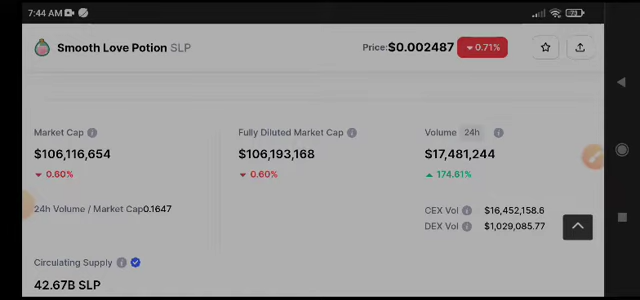 7:44 AM
73
Smooth Love Potion SLP
Price:$0.002487 0.71%
Market Cap
$106,116,654
0.60%
24h Volume / Market Cap0.1647
Fully Diluted Market Cap
$106,193,168
0.60%
Volume 24h
$17,481,244
174.61%
CEX Vol $16,452,158.6
DEX Vol $1,029,085.77
Circulating Supply
42.67B SLP